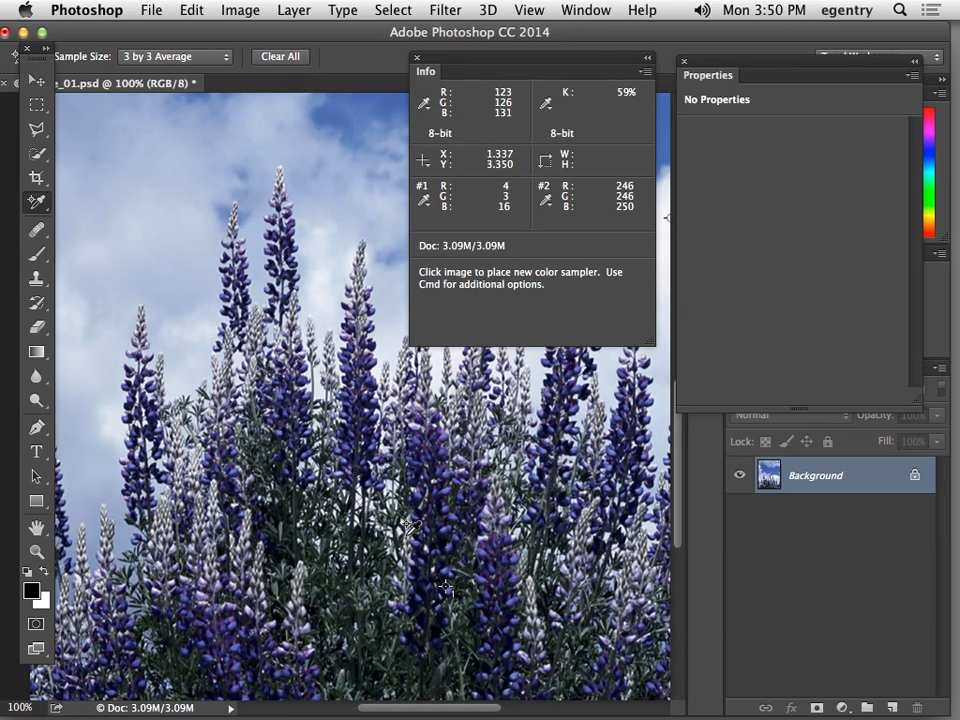 Photoshop File Edit Image Layer Type Select Filter 3D View Window Help Mon 3:50 PM egentry
Adobe Photoshop CC 2014
Sample Size: 3 by 3 Average Clear All
e_01.psd @ 100% (RGB/8) *
Info
R: 123
G: 126
B: 131
K: 59%
8-bit
8-bit
X: 1.337
Y: 3.350
W:
H:
#1 R: 4
G: 3
B: 16
#2 R: 246
G: 246
B: 250
Doc: 3.09M/3.09M
Click image to place new color sampler. Use
Cmd for additional options.
Properties
No Properties
Normal Opacity: 100%
Lock: Fill: 100%
Background
T
fx
100% © Doc: 3.09M/3.09M